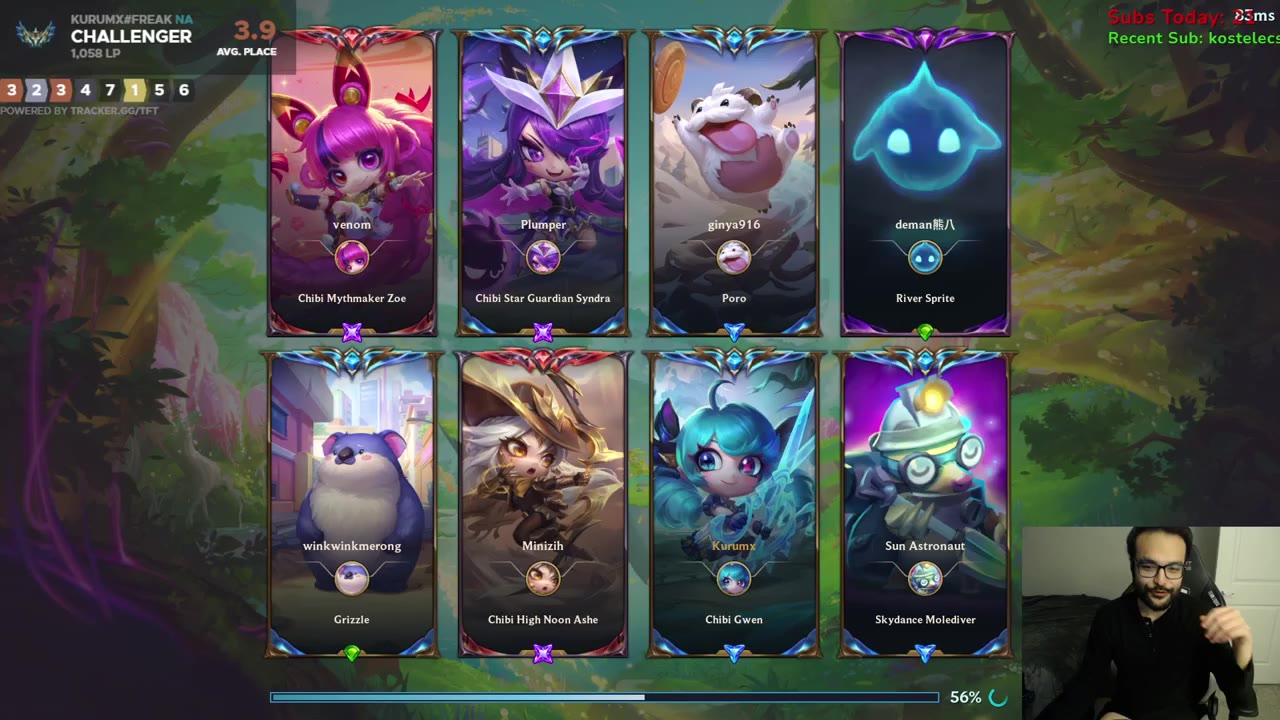 KURUMX#FREAK NA
CHALLENGER
1,058 LP
3.9
AVG. PLACE
3 2 3 4 7 1 5 6
POWERED BY TRACKER.GG/TFT
Subs Today:
85ms
Recent Sub: kostelecs
venom
Chibi Mythmaker Zoe
Plumper
Chibi Star Guardian Syndra
ginya916
Poro
deman熊八
River Sprite
winkwinkmerong
Grizzle
Minizih
Chibi High Noon Ashe
Kurumx
Chibi Gwen
Sun Astronaut
Skydance Molediver
56%